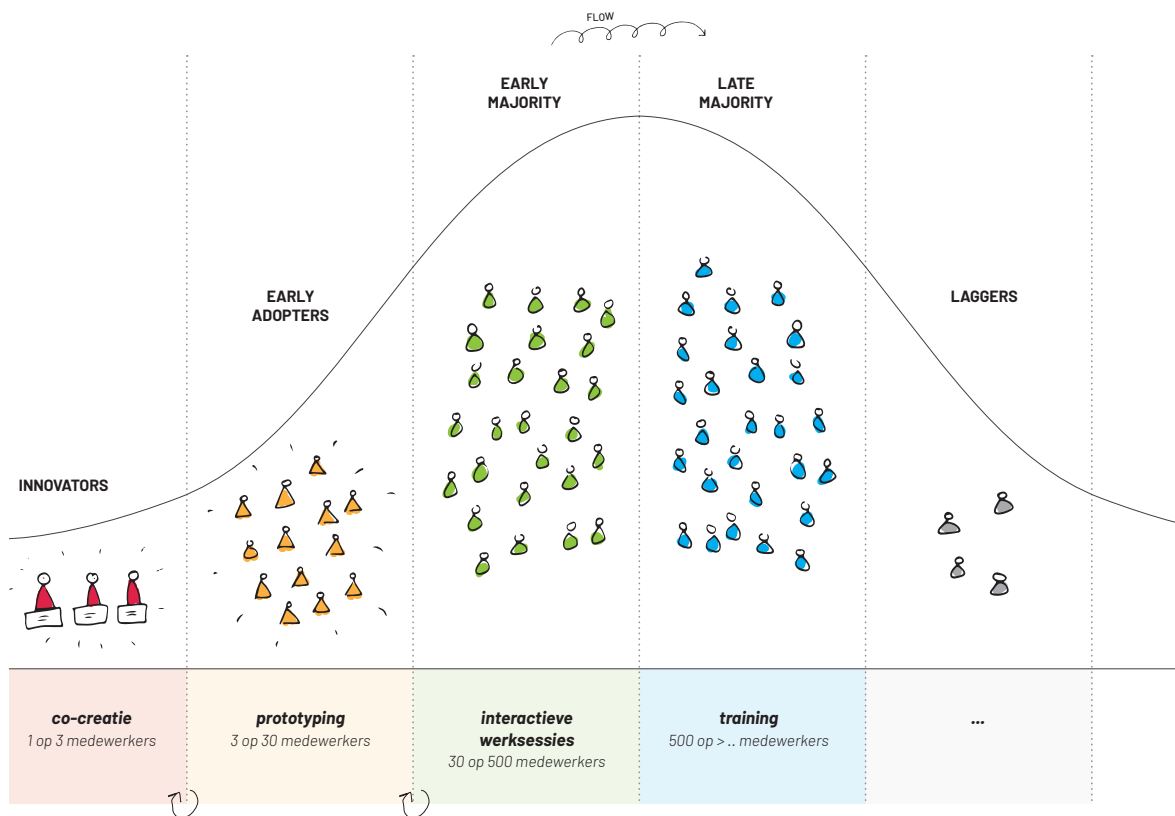 FLOW
EARLY
MAJORITY
LATE
MAJORITY
EARLY
ADOPTERS
LAGGERS
INNOVATORS
co-creatie
1 op 3 medewerkers
prototyping
3 op 30 medewerkers
interactieve
werksessies
30 op 500 medewerkers
training
500 op > .. medewerkers
...